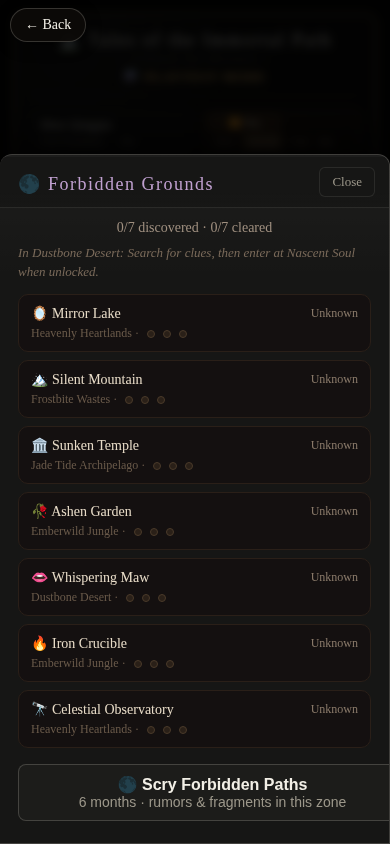 ← Back
Forbidden Grounds
Close
0/7 discovered · 0/7 cleared
In Dustbone Desert: Search for clues, then enter at Nascent Soul
when unlocked.
Mirror Lake
Unknown
Heavenly Heartlands ·
Silent Mountain
Unknown
Frostbite Wastes ·
Sunken Temple
Unknown
Jade Tide Archipelago ·
Ashen Garden
Unknown
Emberwild Jungle ·
Whispering Maw
Unknown
Dustbone Desert ·
Iron Crucible
Unknown
Emberwild Jungle ·
Celestial Observatory
Unknown
Heavenly Heartlands ·
Scry Forbidden Paths
6 months · rumors & fragments in this zone